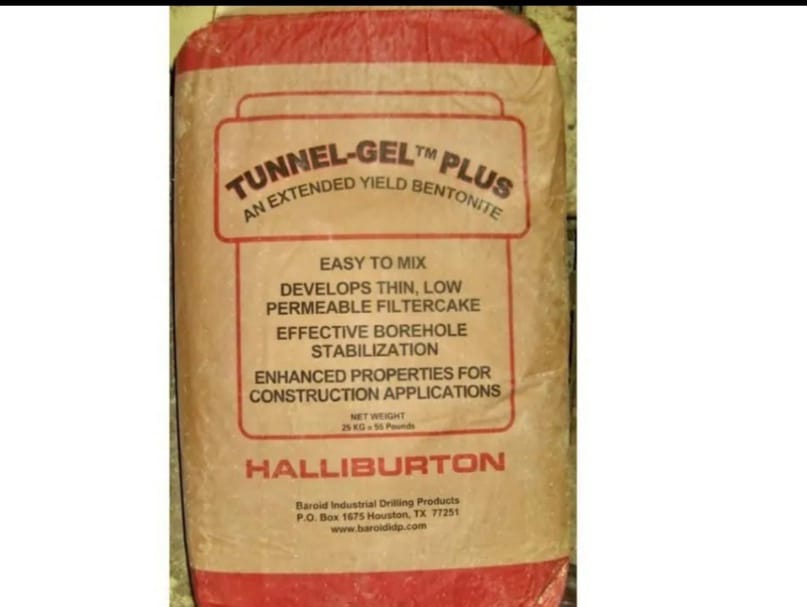 TUNNEL-GEL™ PLUS
AN EXTENDED YIELD BENTONITE
EASY TO MIX
DEVELOPS THIN, LOW
PERMEABLE FILTERCAKE
EFFECTIVE BOREHOLE
STABILIZATION
ENHANCED PROPERTIES FOR
CONSTRUCTION APPLICATIONS
NET WEIGHT
25 KG = 55 Pounds
HALLIBURTON
Baroid Industrial Drilling Products
P.O. Box 1675 Houston, TX 77251
www.baroididp.com